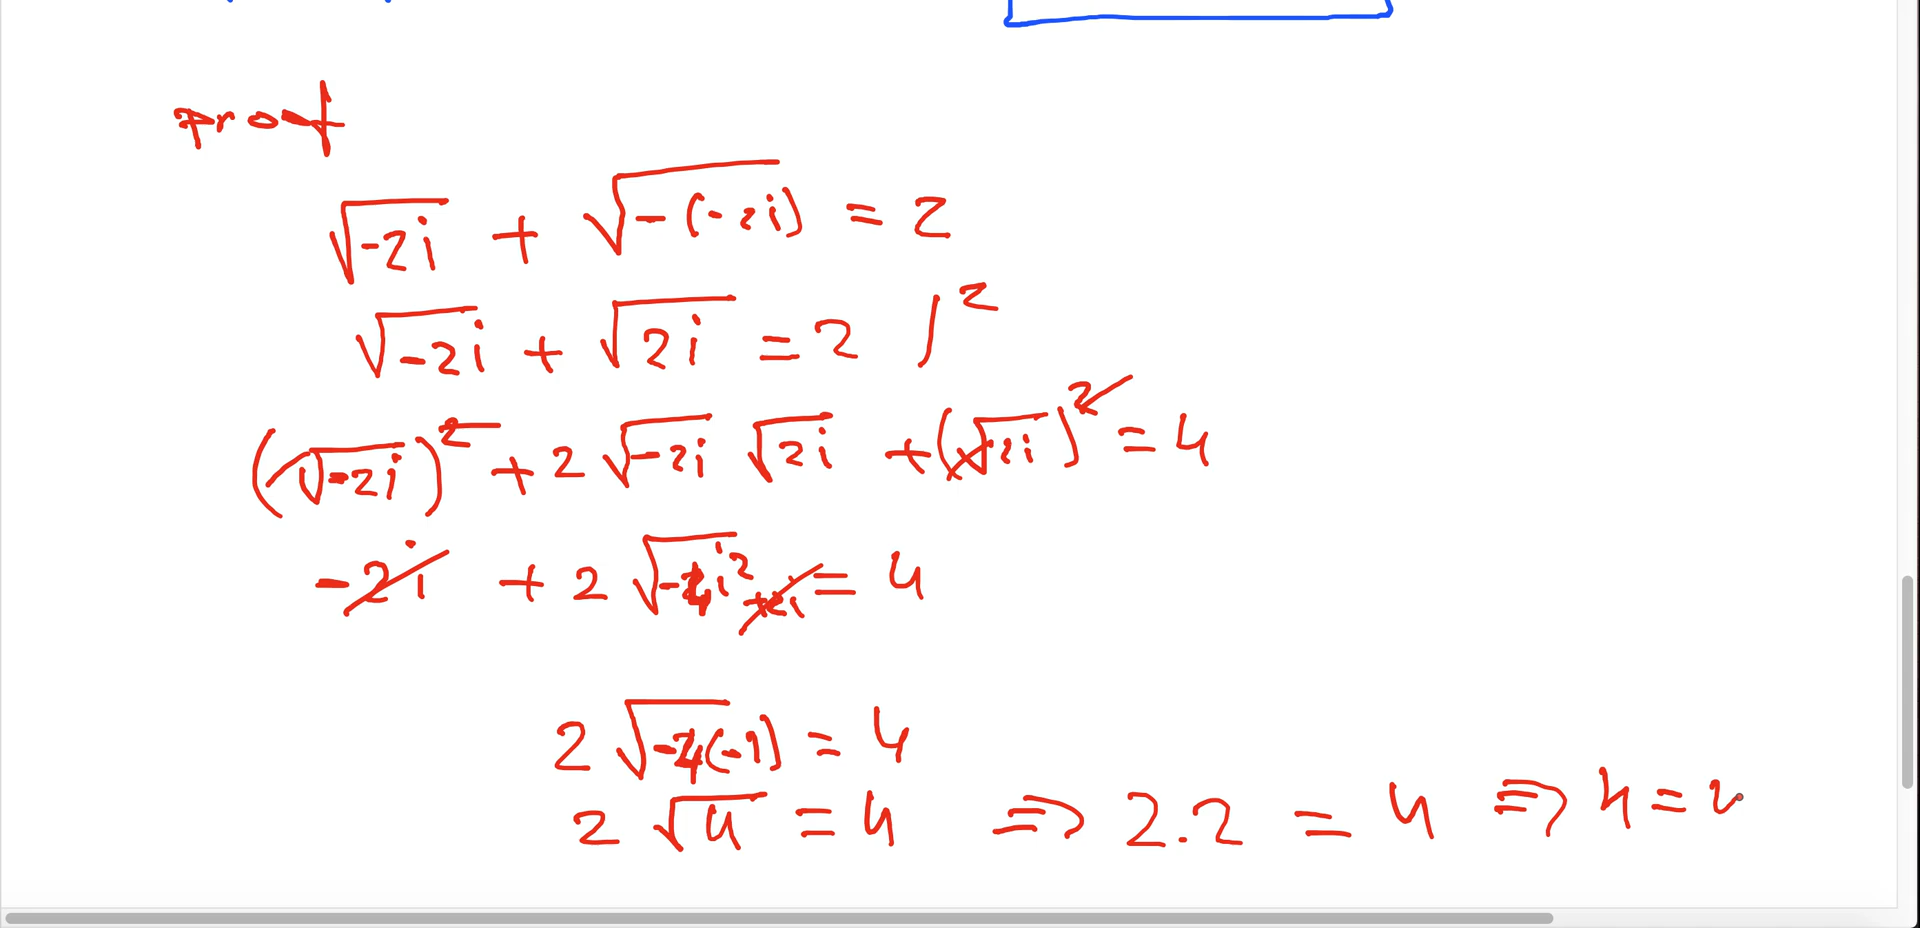 proof
√-2i + √-(-2i) = 2
√-2i + √2i = 2 /²
(√-2i)² + 2 √-2i √2i + (√2i)² = 4
-2i + 2 √-4i² +2i = 4
2 √-4(-1) = 4
2 √4 = 4 ⇒ 2.2 = 4 ⇒ 4 =